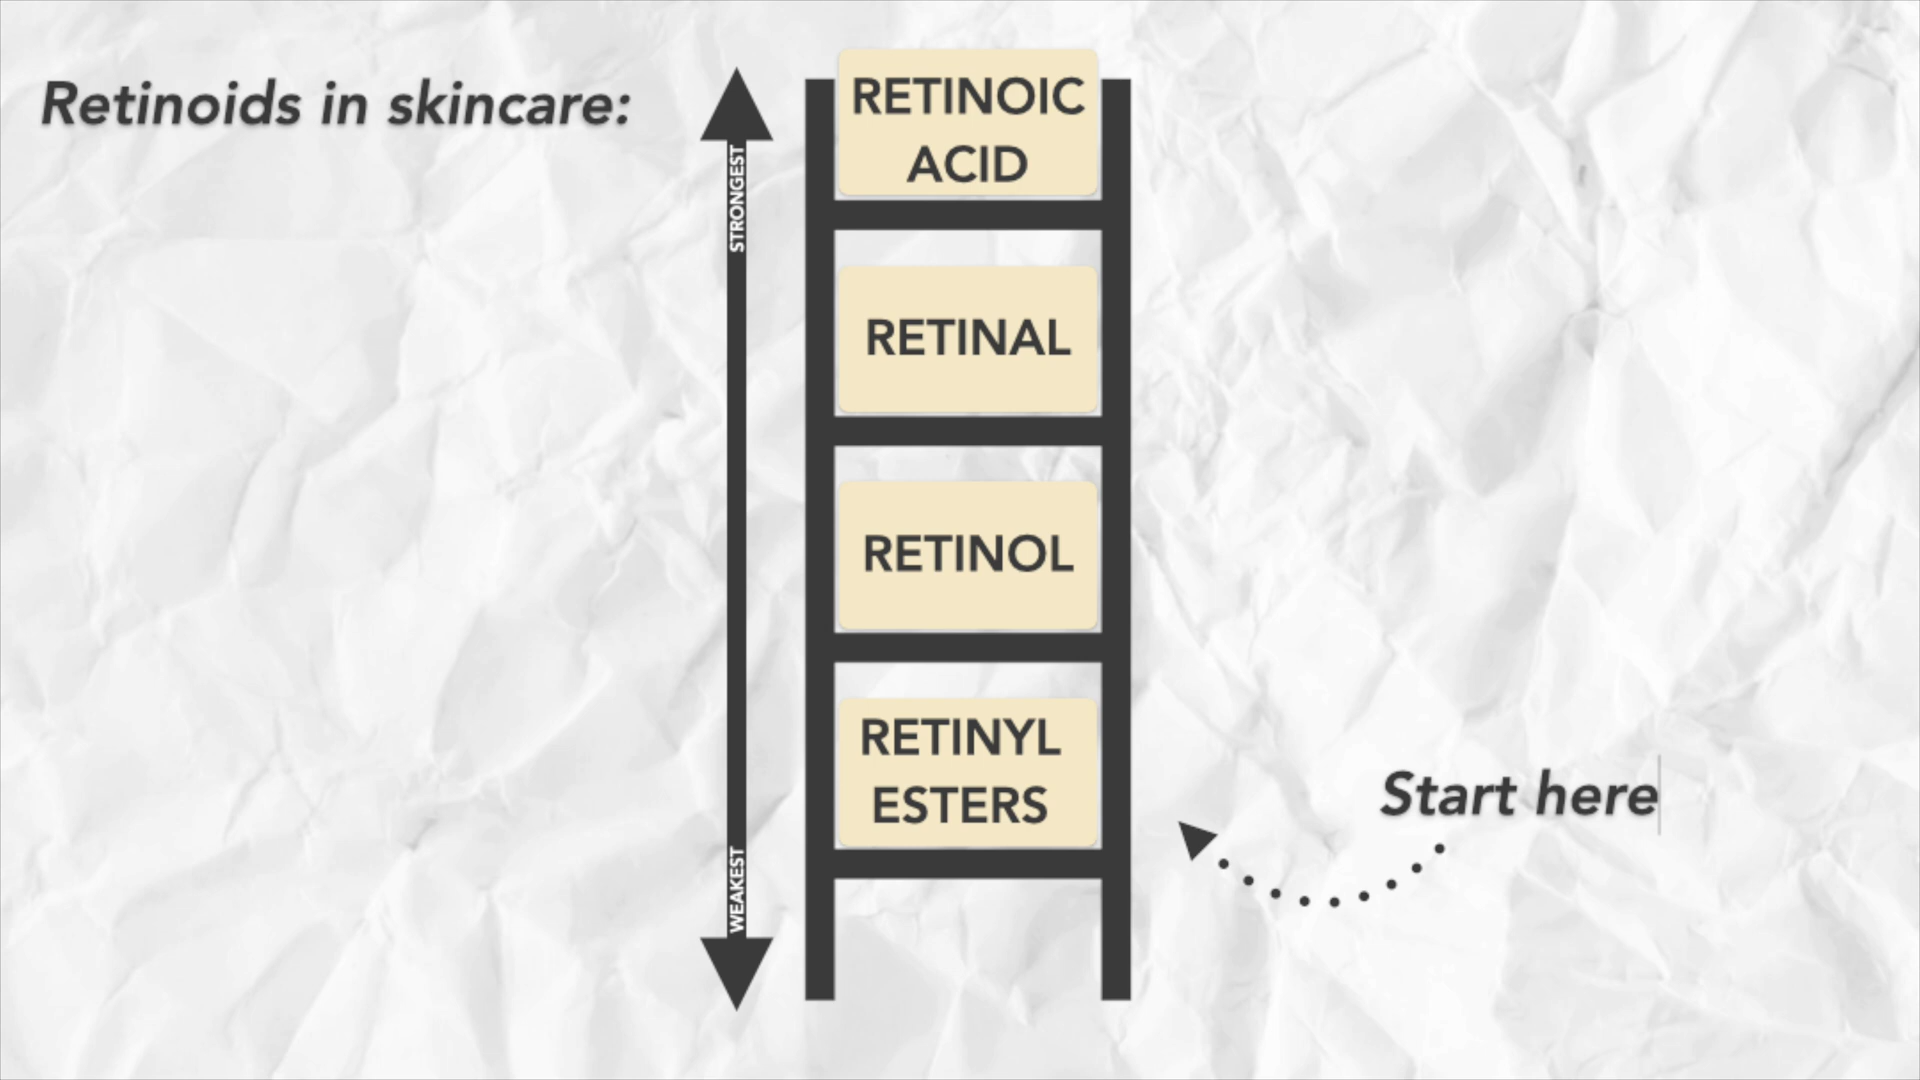 Retinoids in skincare:
STRONGEST
RETINOIC
ACID
RETINAL
RETINOL
RETINYL
ESTERS
WEAKEST
Start here